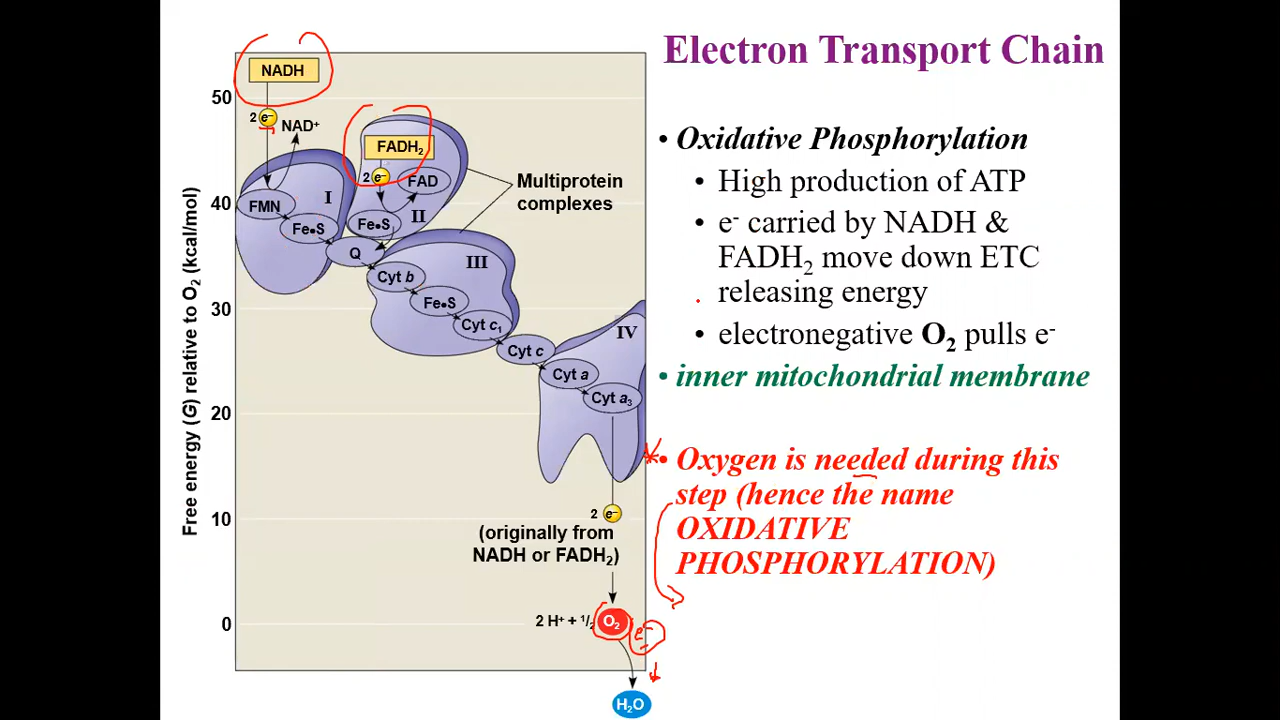 Electron Transport Chain
NADH
50
2 e⁻
NAD⁺
FADH₂
2 e⁻
FAD
Multiprotein
complexes
I
FMN
Fe•S
40
II
Fe•S
Q
III
Cyt b
Fe•S
30
Cyt c₁
IV
Cyt c
Cyt a
Cyt a₃
20
10
2 e⁻
(originally from
NADH or FADH₂)
0
2 H⁺ + ¹/₂
O₂
e⁻
H₂O
Free energy (G) relative to O₂ (kcal/mol)
• Oxidative Phosphorylation
• High production of ATP
• e⁻ carried by NADH &
FADH₂ move down ETC
releasing energy
• electronegative O₂ pulls e⁻
• inner mitochondrial membrane
• Oxygen is needed during this
step (hence the name
OXIDATIVE
PHOSPHORYLATION)